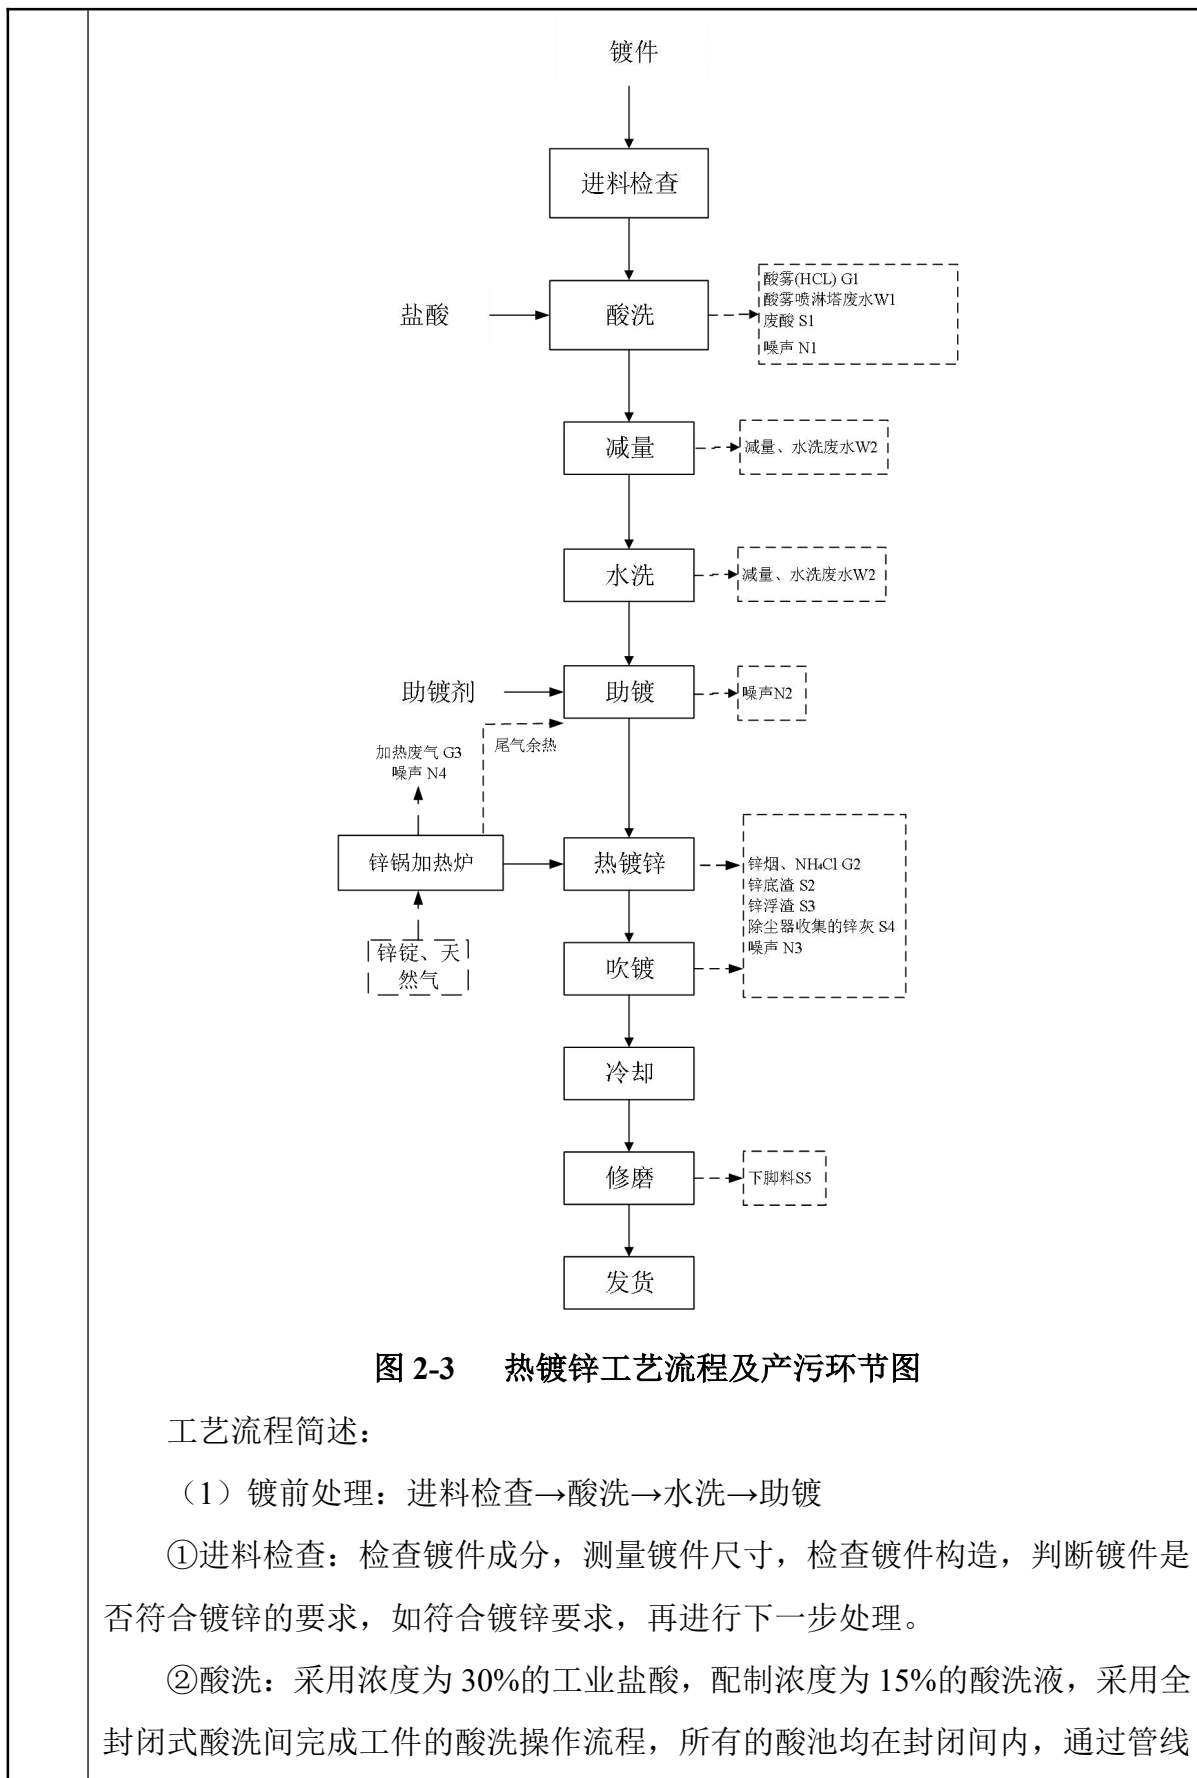 镀件
进料检查
盐酸
酸洗
酸雾(HCL) G1
酸雾喷淋塔废水W1
废酸 S1
噪声 N1
减量
减量、水洗废水W2
水洗
减量、水洗废水W2
助镀剂
助镀
噪声N2
尾气余热
加热废气 G3
噪声 N4
锌锅加热炉
热镀锌
锌烟、NH₄Cl G2
锌底渣 S2
锌浮渣 S3
除尘器收集的锌灰 S4
噪声 N3
锌锭、天
然气
吹镀
冷却
修磨
下脚料S5
发货
图 2-3 热镀锌工艺流程及产污环节图
工艺流程简述：
（1）镀前处理：进料检查→酸洗→水洗→助镀
①进料检查：检查镀件成分，测量镀件尺寸，检查镀件构造，判断镀件是
否符合镀锌的要求，如符合镀锌要求，再进行下一步处理。
②酸洗：采用浓度为 30%的工业盐酸，配制浓度为 15%的酸洗液，采用全
封闭式酸洗间完成工件的酸洗操作流程，所有的酸池均在封闭间内，通过管线